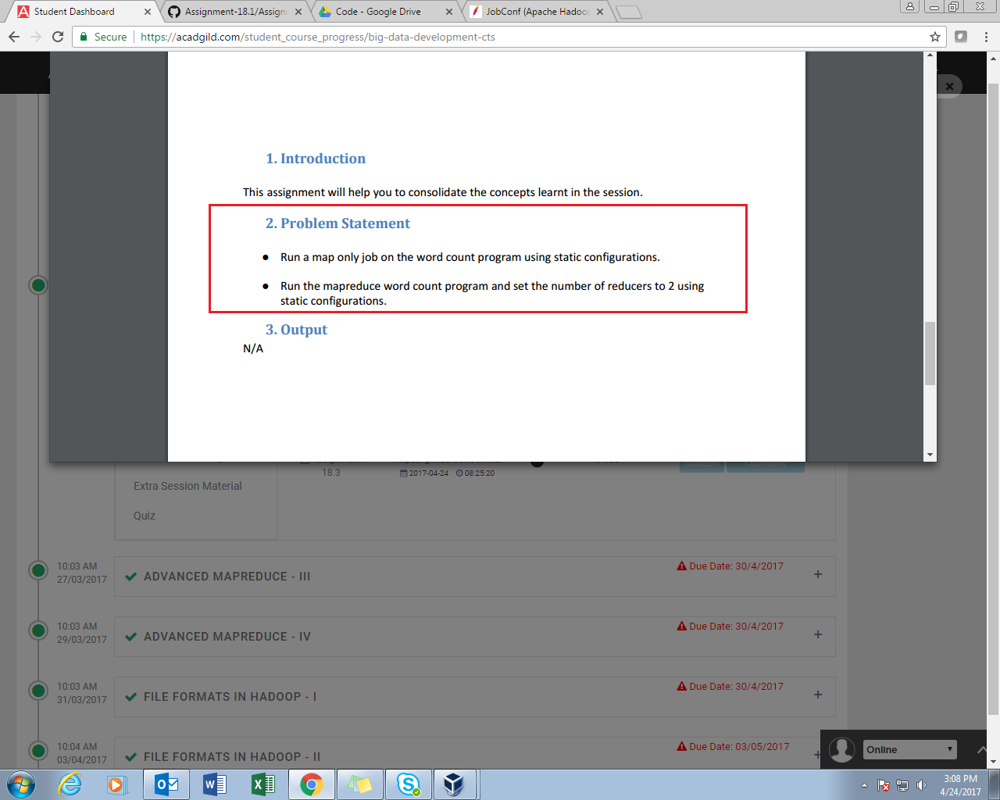 Student Dashboard
Assignment-18.1/Assign
Code - Google Drive
JobConf (Apache Hadoo
Secure
https://acadgild.com/student_course_progress/big-data-development-cts
1. Introduction
This assignment will help you to consolidate the concepts learnt in the session.
2. Problem Statement
● Run a map only job on the word count program using static configurations.
● Run the mapreduce word count program and set the number of reducers to 2 using
static configurations.
3. Output
N/A
18.3
2017-04-24 08:25:20
Solution
Comment
Extra Session Material
Quiz
10:03 AM
27/03/2017
ADVANCED MAPREDUCE - III
Due Date: 30/4/2017
+
10:03 AM
29/03/2017
ADVANCED MAPREDUCE - IV
Due Date: 30/4/2017
+
10:03 AM
31/03/2017
FILE FORMATS IN HADOOP - I
Due Date: 30/4/2017
+
10:04 AM
03/04/2017
FILE FORMATS IN HADOOP - II
Due Date: 03/05/2017
+
Online
3:08 PM
4/24/2017